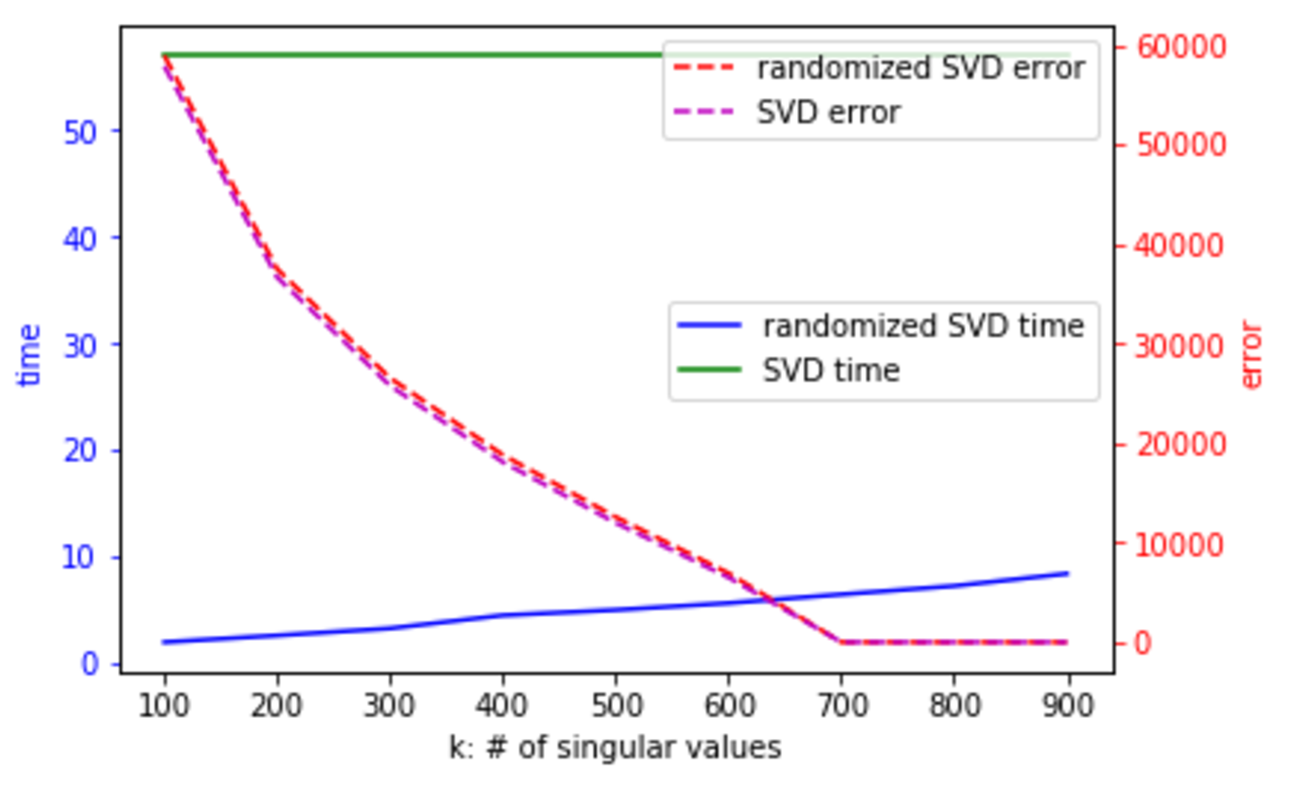 randomized SVD error
SVD error
randomized SVD time
SVD time
time
50
40
30
20
10
0
error
60000
50000
40000
30000
20000
10000
0
100 200 300 400 500 600 700 800 900
k: # of singular values